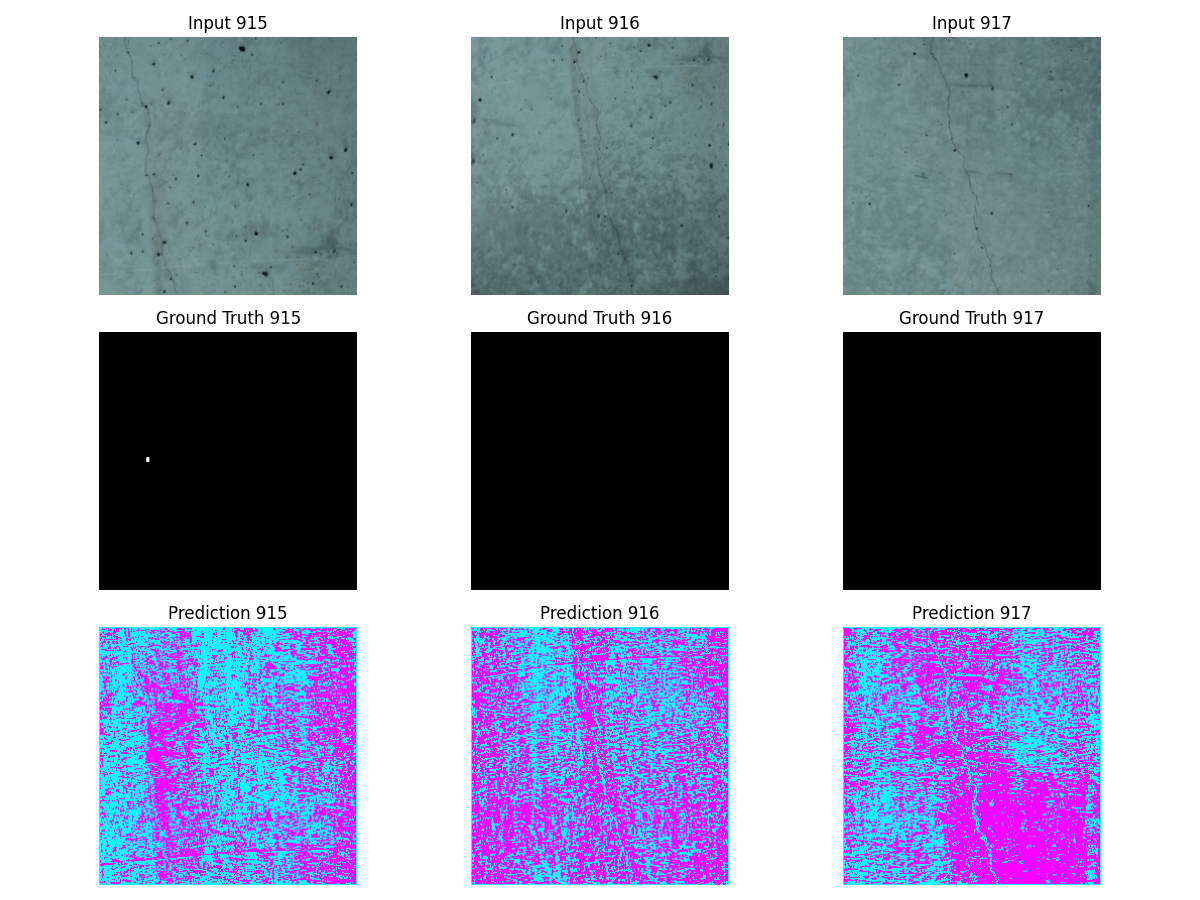 Input 915
Input 916
Input 917
Ground Truth 915
Ground Truth 916
Ground Truth 917
Prediction 915
Prediction 916
Prediction 917